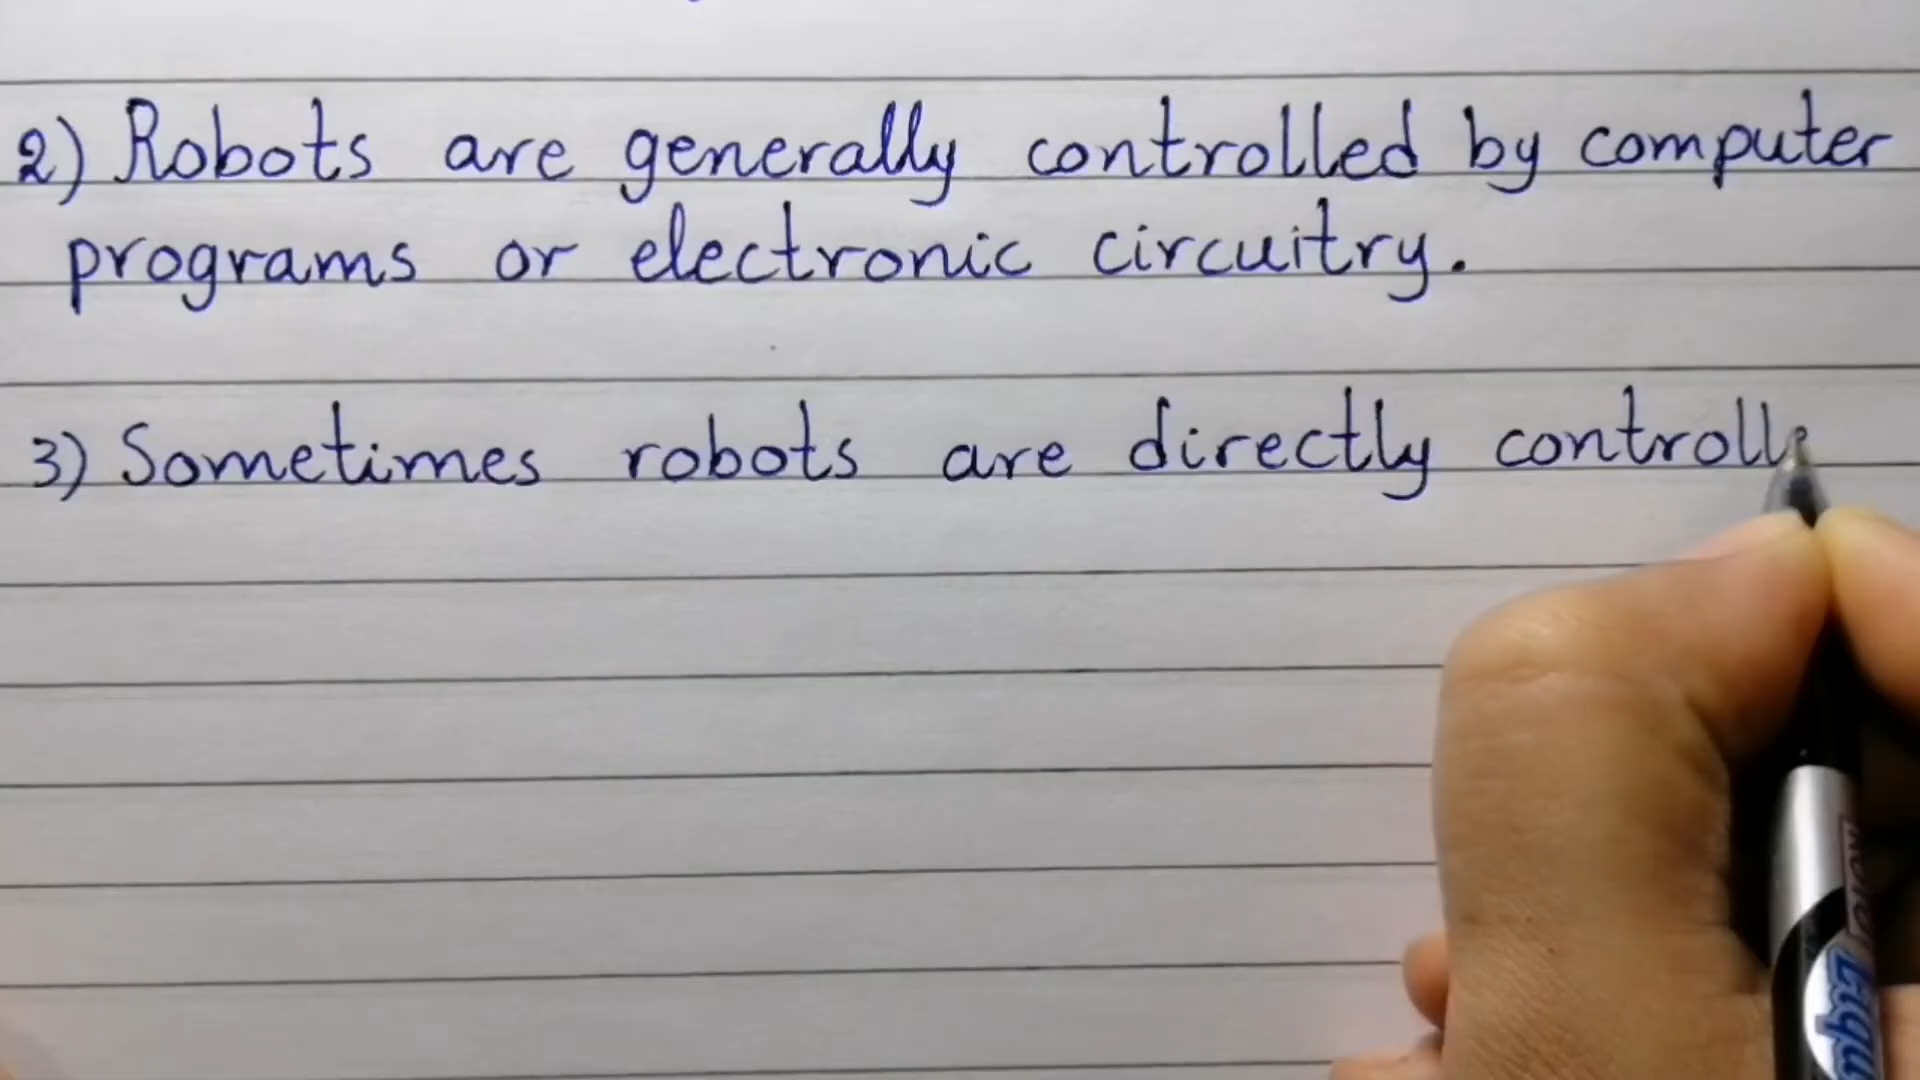 2) Robots are generally controlled by computer
programs or electronic circuitry.
3) Sometimes robots are directly controlle